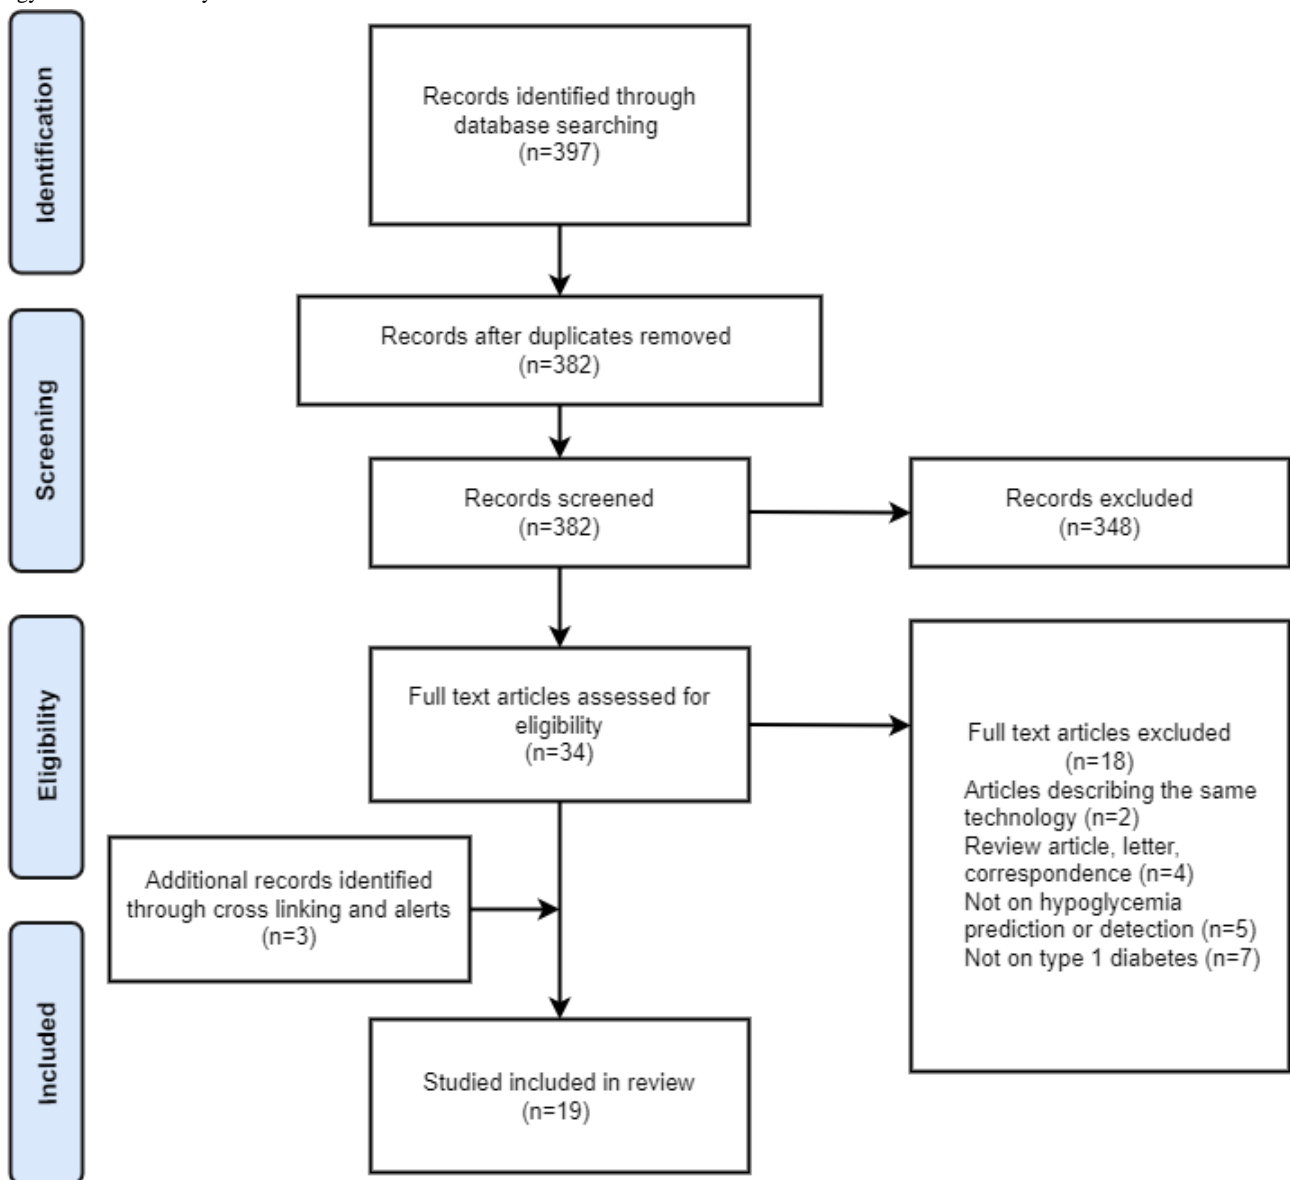 Identification
Records identified through
database searching
(n=397)
Records after duplicates removed
(n=382)
Screening
Records screened
(n=382)
Records excluded
(n=348)
Eligibility
Full text articles assessed for
eligibility
(n=34)
Full text articles excluded
(n=18)
Articles describing the same
technology (n=2)
Review article, letter,
correspondence (n=4)
Not on hypoglycemia
prediction or detection (n=5)
Not on type 1 diabetes (n=7)
Additional records identified
through cross linking and alerts
(n=3)
Included
Studied included in review
(n=19)